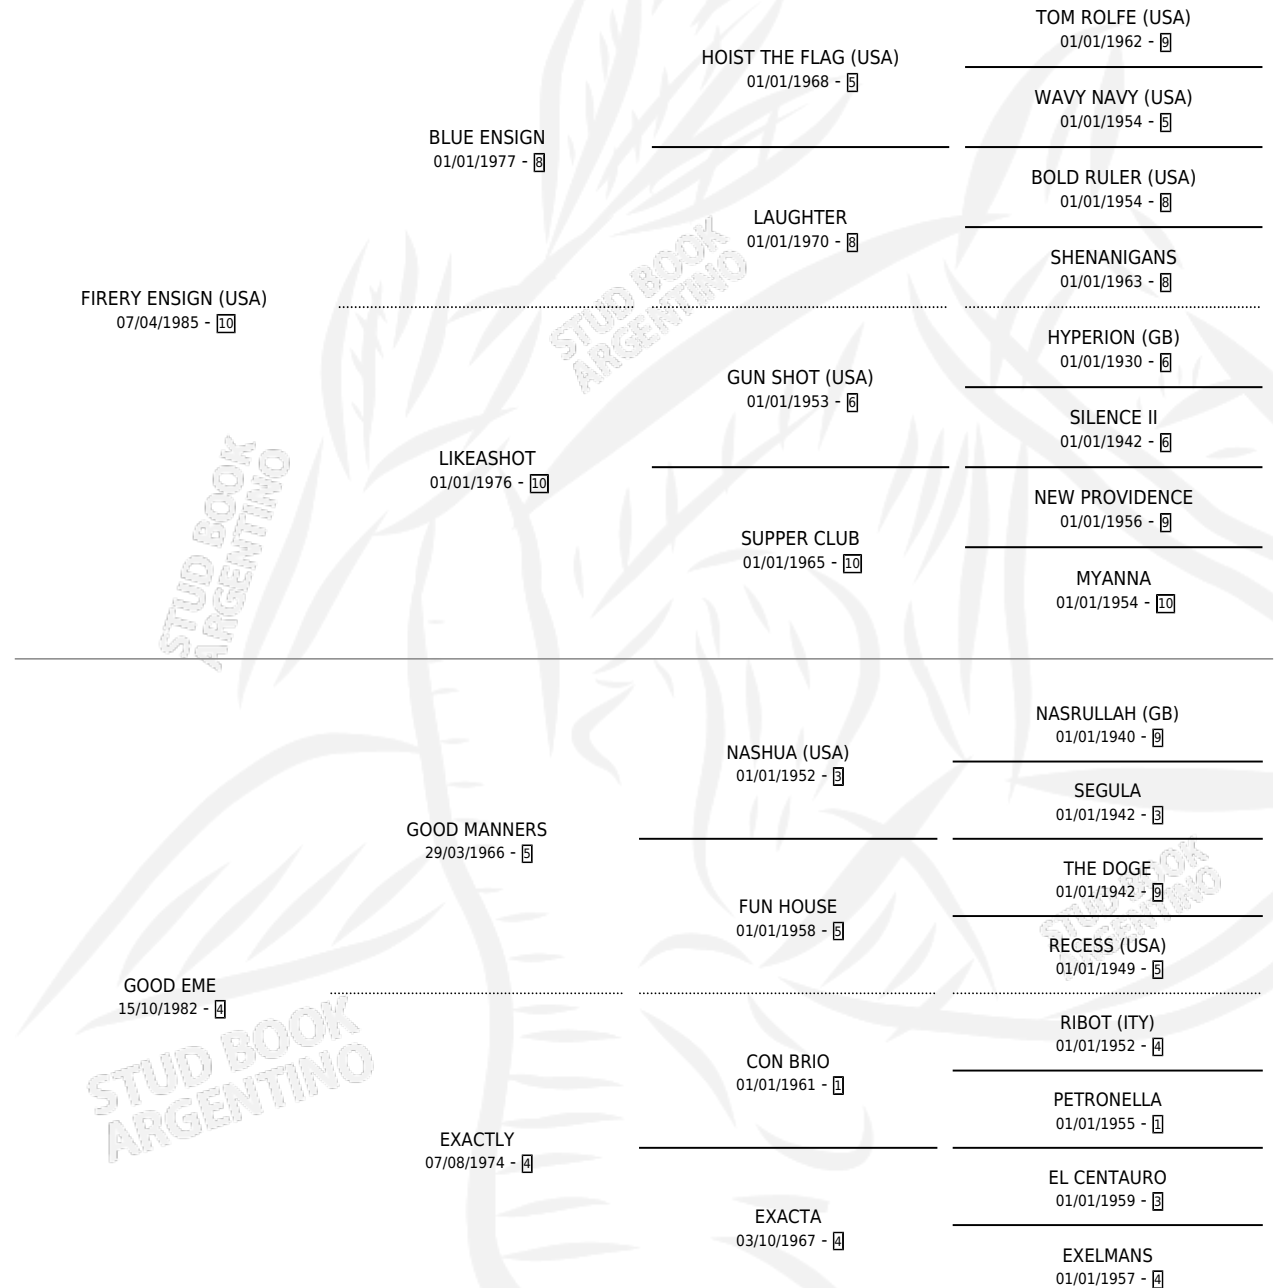 TOM ROLFE (USA)
01/01/1962 - 9
HOIST THE FLAG (USA)
01/01/1968 - 5
WAVY NAVY (USA)
01/01/1954 - 5
BLUE ENSIGN
01/01/1977 - 8
BOLD RULER (USA)
01/01/1954 - 8
LAUGHTER
01/01/1970 - 8
SHENANIGANS
01/01/1963 - 8
FIRERY ENSIGN (USA)
07/04/1985 - 10
HYPERION (GB)
01/01/1930 - 6
GUN SHOT (USA)
01/01/1953 - 6
SILENCE II
01/01/1942 - 6
LIKEASHOT
01/01/1976 - 10
NEW PROVIDENCE
01/01/1956 - 9
SUPPER CLUB
01/01/1965 - 10
MYANNA
01/01/1954 - 10
NASRULLAH (GB)
01/01/1940 - 9
NASHUA (USA)
01/01/1952 - 3
SEGULA
01/01/1942 - 3
GOOD MANNERS
29/03/1966 - 5
THE DOGE
01/01/1942 - 9
FUN HOUSE
01/01/1958 - 5
RECESS (USA)
01/01/1949 - 5
GOOD EME
15/10/1982 - 4
RIBOT (ITY)
01/01/1952 - 4
CON BRIO
01/01/1961 - 1
PETRONELLA
01/01/1955 - 1
EXACTLY
07/08/1974 - 4
EL CENTAURO
01/01/1959 - 3
EXACTA
03/10/1967 - 4
EXELMANS
01/01/1957 - 4
STUD BOOK
ARGENTINO
STUD BOOK
ARGENTINO
STUD BOOK
ARGENTINO
STUD BOOK
ARGENTINO